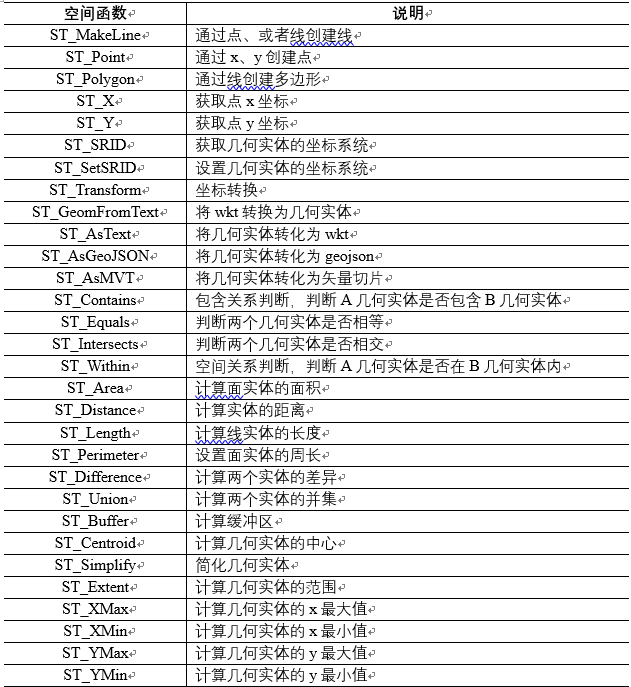 空间函数 说明
ST_MakeLine 通过点、或者线创建线
ST_Point 通过 x、y 创建点
ST_Polygon 通过线创建多边形
ST_X 获取点 x 坐标
ST_Y 获取点 y 坐标
ST_SRID 获取几何实体的坐标系统
ST_SetSRID 设置几何实体的坐标系统
ST_Transform 坐标转换
ST_GeomFromText 将 wkt 转换为几何实体
ST_AsText 将几何实体转化为 wkt
ST_AsGeoJSON 将几何实体转化为 geojson
ST_AsMVT 将几何实体转化为矢量切片
ST_Contains 包含关系判断，判断 A 几何实体是否包含 B 几何实体
ST_Equals 判断两个几何实体是否相等
ST_Intersects 判断两个几何实体是否相交
ST_Within 空间关系判断，判断 A 几何实体是否在 B 几何实体内
ST_Area 计算面实体的面积
ST_Distance 计算实体的距离
ST_Length 计算线实体的长度
ST_Perimeter 设置面实体的周长
ST_Difference 计算两个实体的差异
ST_Union 计算两个实体的并集
ST_Buffer 计算缓冲区
ST_Centroid 计算几何实体的中心
ST_Simplify 简化几何实体
ST_Extent 计算几何实体的范围
ST_XMax 计算几何实体的 x 最大值
ST_XMin 计算几何实体的 x 最小值
ST_YMax 计算几何实体的 y 最大值
ST_YMin 计算几何实体的 y 最小值